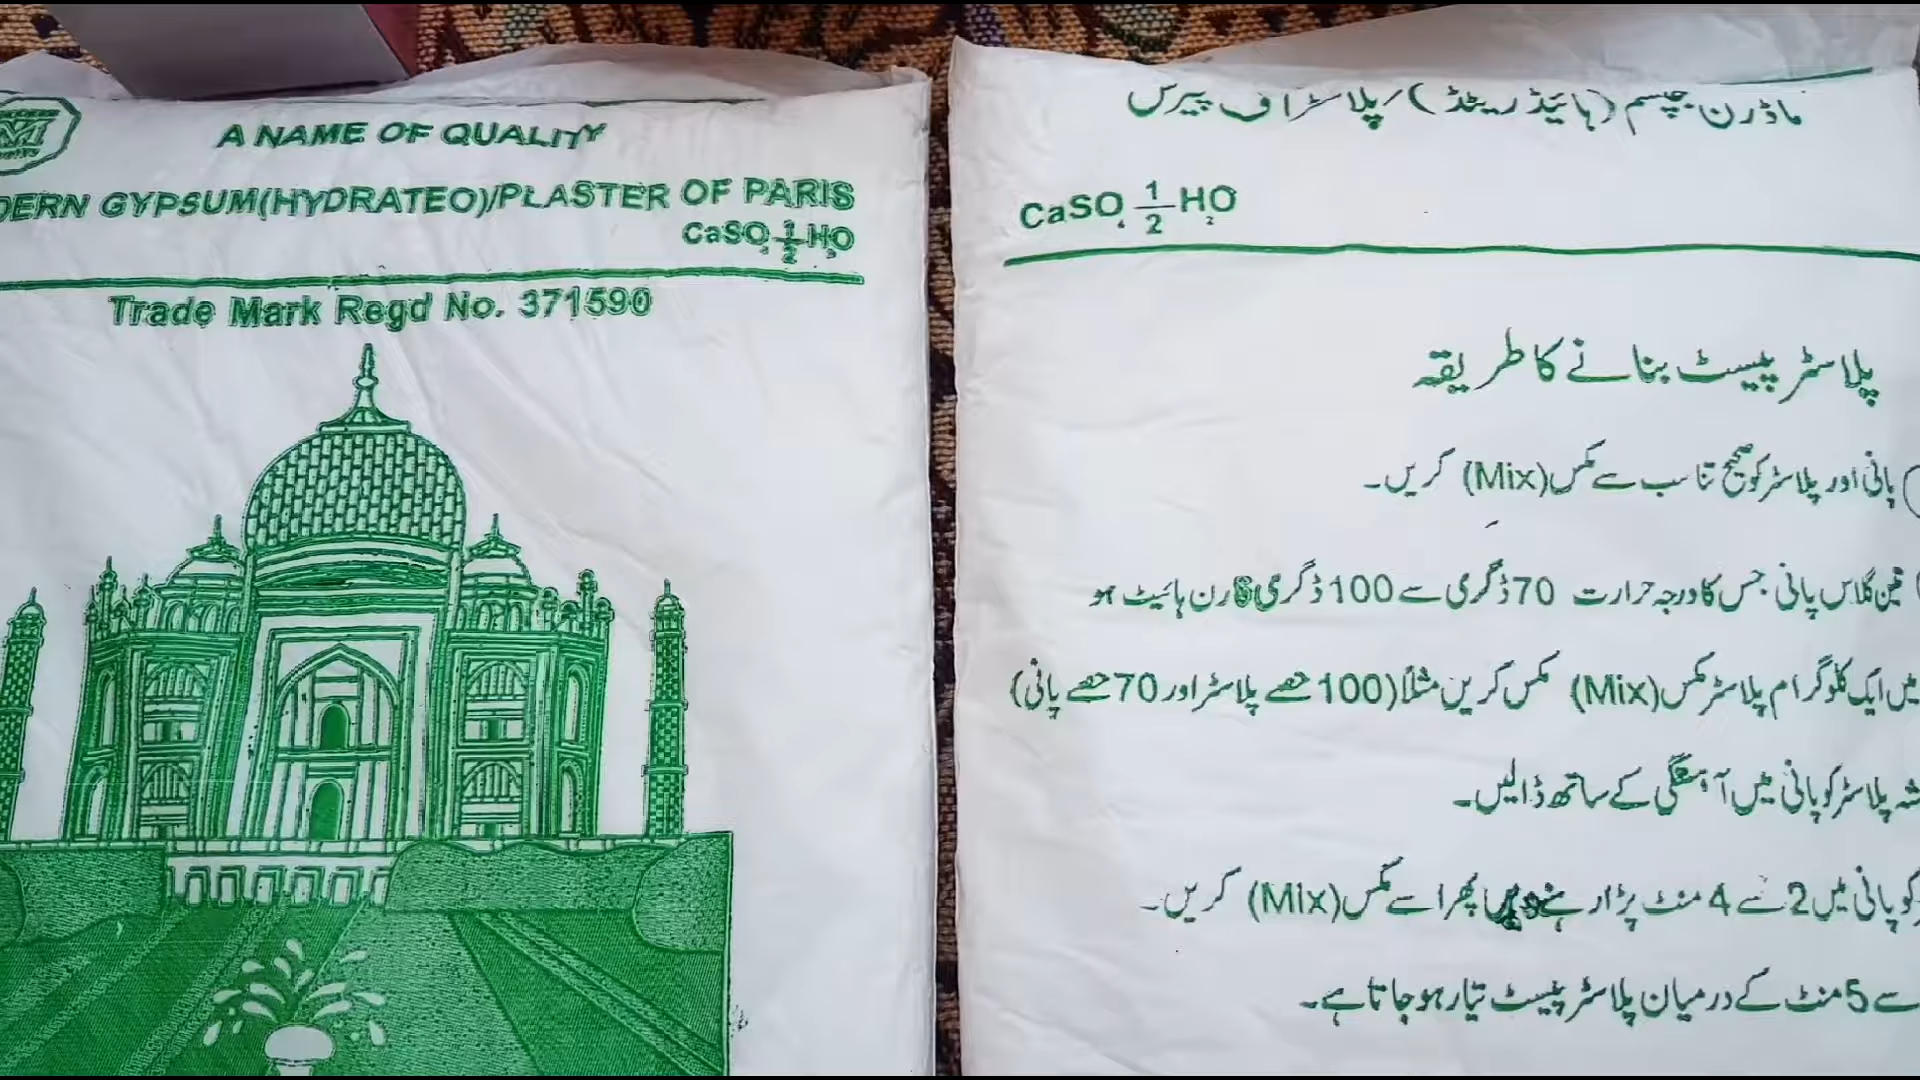 A NAME OF QUALITY
DERN GYPSUM(HYDRATEO)/PLASTER OF PARIS
CaSO₄ ½ H₂O
Trade Mark Regd No. 371590
ماڈرن جپسم (ہائیڈریٹڈ) / پلاسٹر اف پیرس
CaSO₄ ½ H₂O
پلاسٹر پیسٹ بنانے کا طریقہ
پانی اور پلاسٹر کو صحیح تناسب سے مکس (Mix) کریں۔
تین گلاس پانی جس کا درجہ حرارت 70 ڈگری سے 100 ڈگری رن ہائیٹ ہو
میں ایک کلوگرام پلاسٹر مکس (Mix) مکس کریں مثلاً (100 حصے پلاسٹر اور 70 حصے پانی)
شہ پلاسٹر کو پانی میں آہستگی کے ساتھ ڈالیں۔
کو پانی میں 2 سے 4 منٹ پڑا رہنے پھر اسے مکس (Mix) کریں۔
سے 5 منٹ کے درمیان پلاسٹر پیسٹ تیار ہو جاتا ہے۔